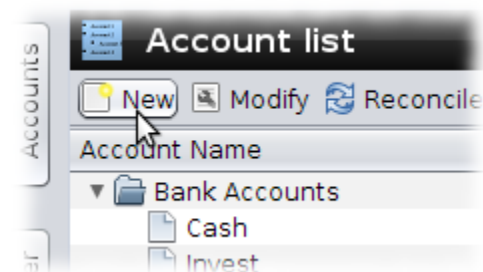 Account list
Accounts
New Modify Reconcile
Account Name
Bank Accounts
Cash
Invest